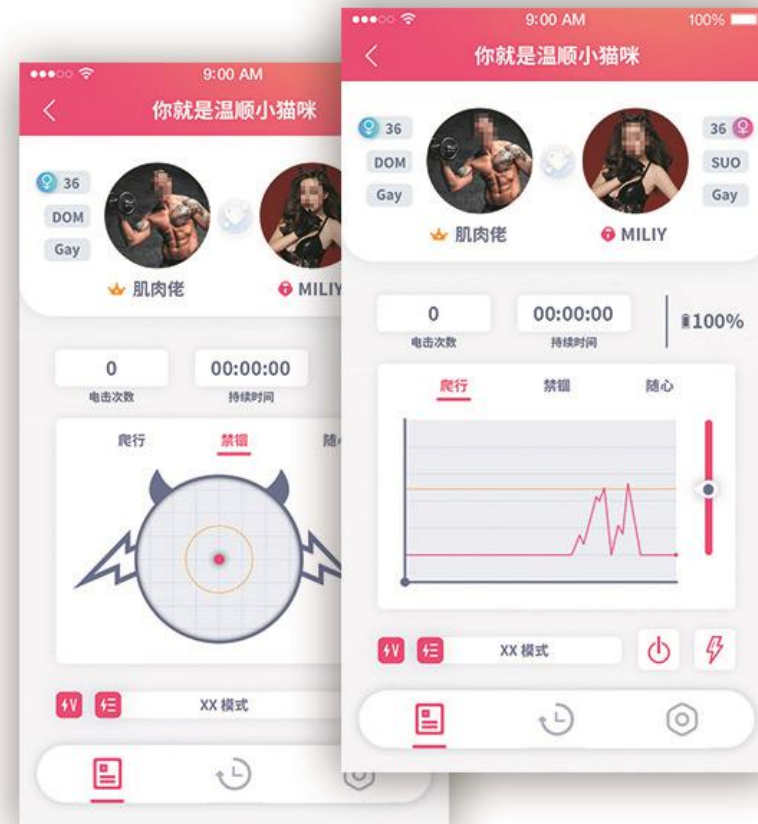 9:00 AM
你就是温顺小猫咪
36
DOM
Gay
肌肉佬
MILIY
0
00:00:00
电击次数
持续时间
爬行
禁锢
V
XX 模式
9:00 AM
100%
你就是温顺小猫咪
36
36
DOM
SUO
Gay
Gay
肌肉佬
MILIY
0
00:00:00
100%
电击次数
持续时间
爬行
禁锢
随心
V
XX 模式